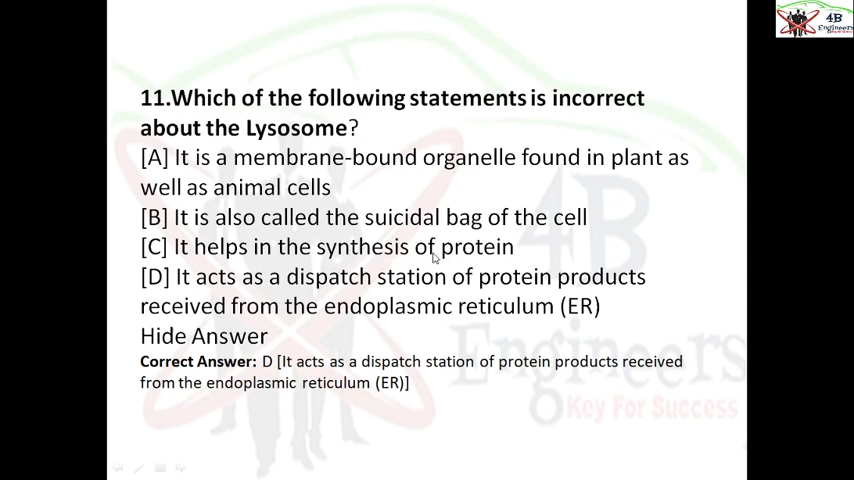 4B
Engineers
11.Which of the following statements is incorrect
about the Lysosome?
[A] It is a membrane-bound organelle found in plant as
well as animal cells
[B] It is also called the suicidal bag of the cell
[C] It helps in the synthesis of protein
[D] It acts as a dispatch station of protein products
received from the endoplasmic reticulum (ER)
Hide Answer
Correct Answer: D [It acts as a dispatch station of protein products received
from the endoplasmic reticulum (ER)]
4B
Engineers
Key For Success